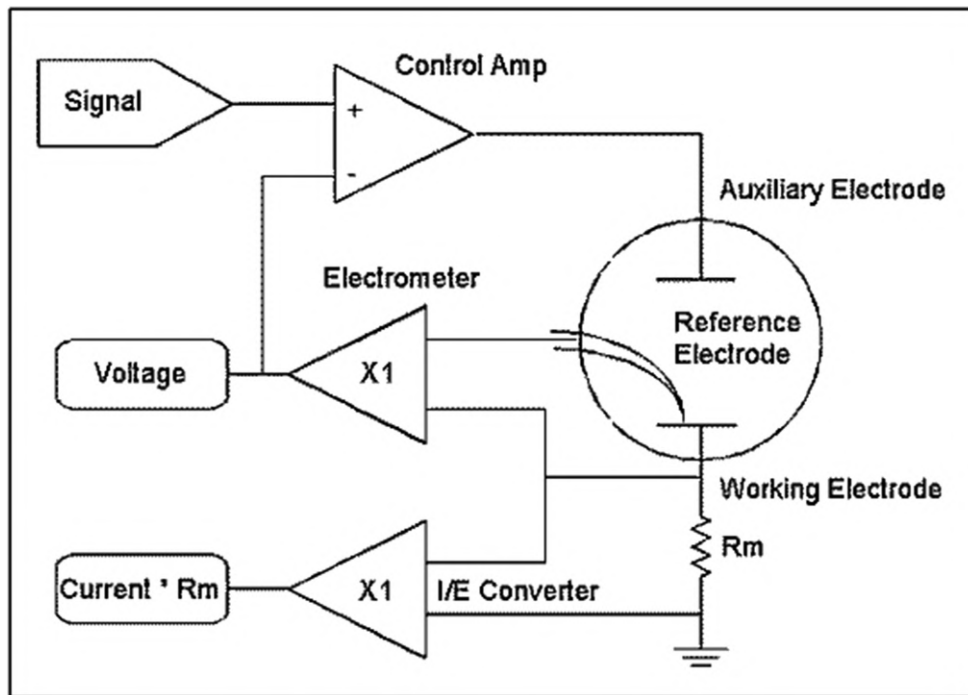 Control Amp
Signal
+
-
Auxiliary Electrode
Electrometer
Reference
Electrode
Voltage
X1
Working Electrode
Rm
Current * Rm
X1
I/E Converter